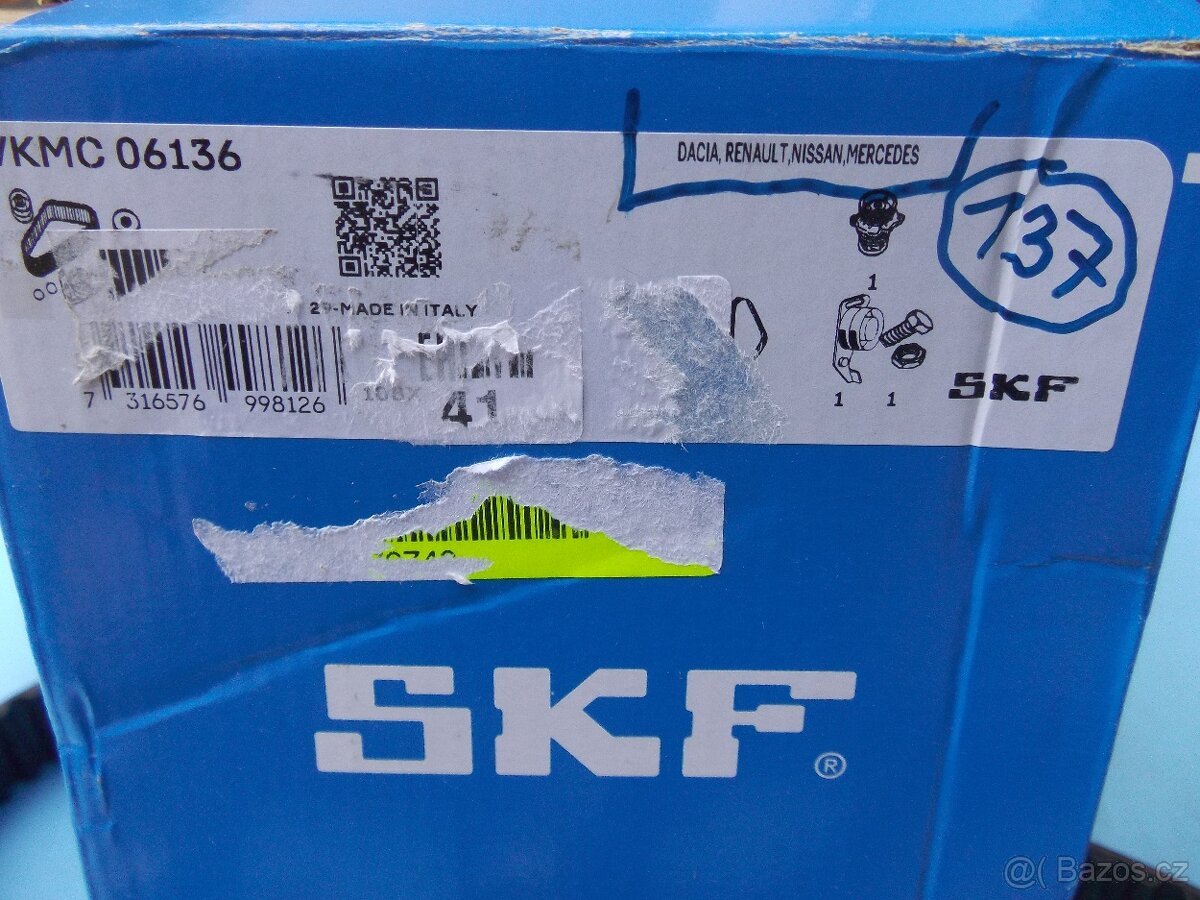 VKMC 06136
DACIA, RENAULT,NISSAN,MERCEDES
137
1
29-MADE IN ITALY
1 1
SKF
7 316576 998126
41
SKF®
@( Bazos.cz